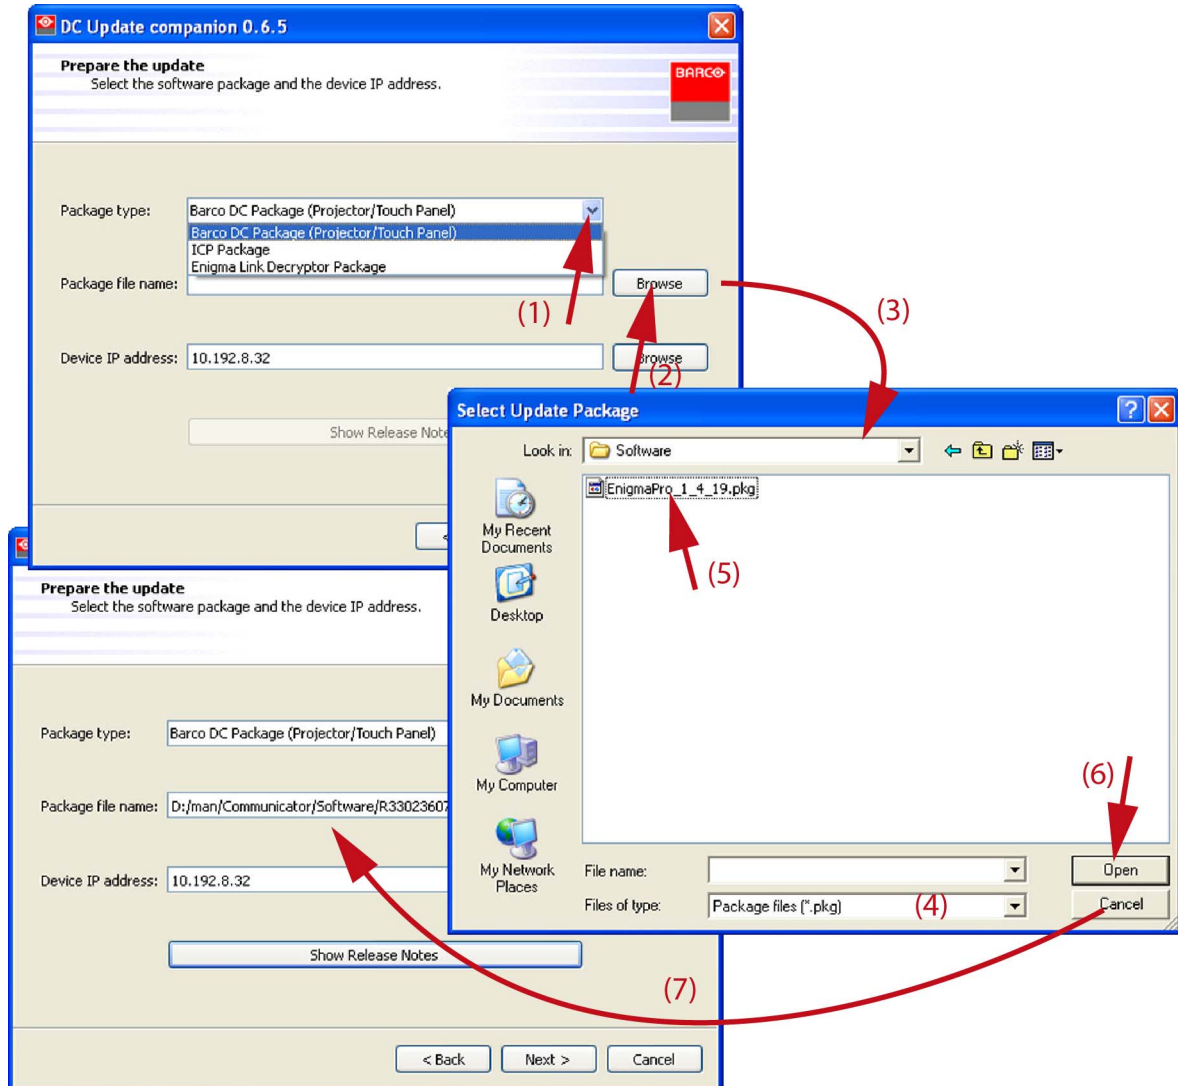 DC Update companion 0.6.5
Prepare the update
Select the software package and the device IP address.
BARCO
Package type:
Barco DC Package (Projector/Touch Panel)
Barco DC Package (Projector/Touch Panel)
ICP Package
Enigma Link Decryptor Package
Package file name:
Browse
(1)
(2)
(3)
Device IP address:
10.192.8.32
Browse
Show Release Note
<
Select Update Package
Look in:
Software
EnigmaPro_1_4_19.pkg
(5)
My Recent
Documents
Desktop
My Documents
My Computer
My Network
Places
(6)
File name:
Open
Files of type:
Package files (*.pkg)
(4)
Cancel
Prepare the update
Select the software package and the device IP address.
Package type:
Barco DC Package (Projector/Touch Panel)
Package file name:
D:/man/Communicator/Software/R33023607
Device IP address:
10.192.8.32
Show Release Notes
(7)
< Back
Next >
Cancel